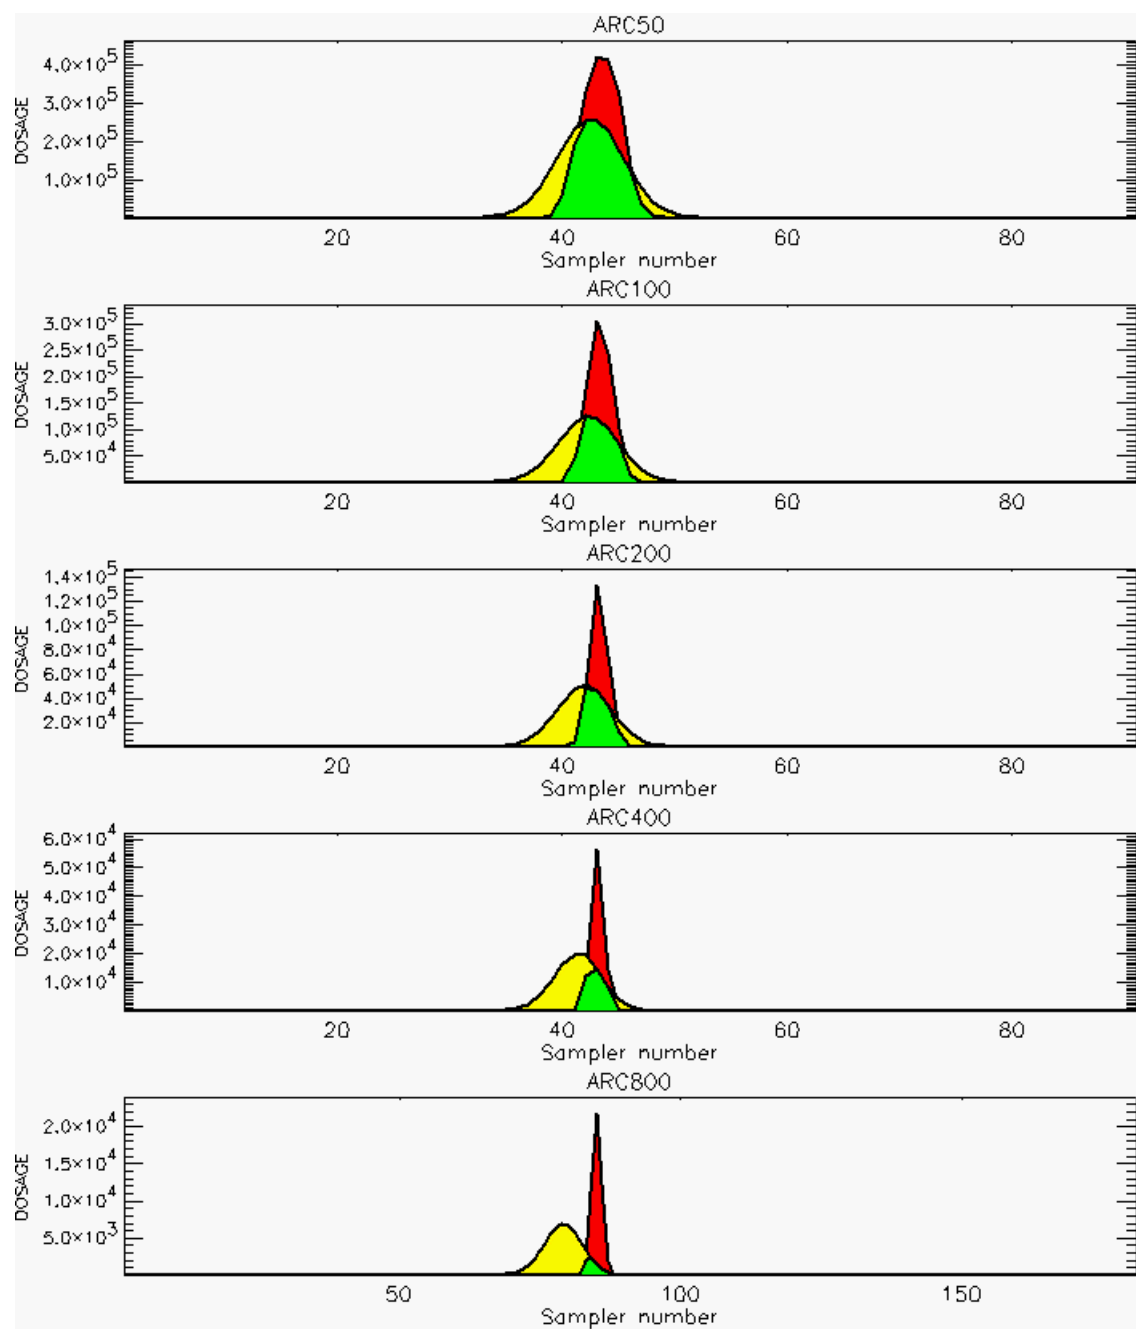 ARC50
4.0×10⁵
3.0×10⁵
2.0×10⁵
1.0×10⁵
DOSAGE
20 40 60 80
Sampler number
ARC100
3.0×10⁵
2.5×10⁵
2.0×10⁵
1.5×10⁵
1.0×10⁵
5.0×10⁴
DOSAGE
20 40 60 80
Sampler number
ARC200
1.4×10⁵
1.2×10⁵
1.0×10⁵
8.0×10⁴
6.0×10⁴
4.0×10⁴
2.0×10⁴
DOSAGE
20 40 60 80
Sampler number
ARC400
6.0×10⁴
5.0×10⁴
4.0×10⁴
3.0×10⁴
2.0×10⁴
1.0×10⁴
DOSAGE
20 40 60 80
Sampler number
ARC800
2.0×10⁴
1.5×10⁴
1.0×10⁴
5.0×10³
DOSAGE
50 100 150
Sampler number